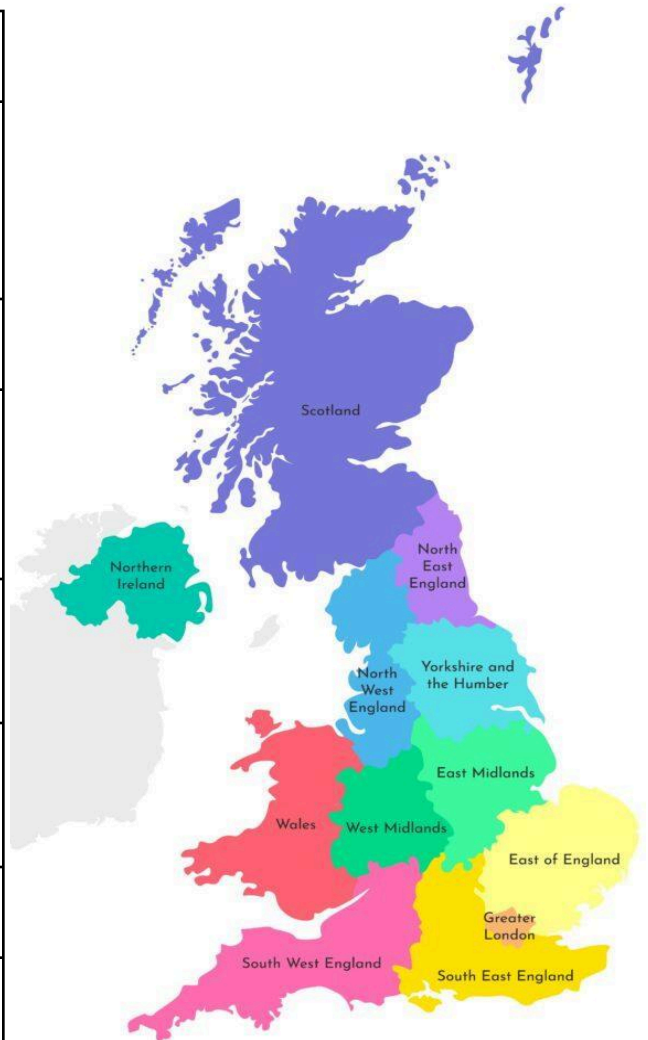 Scotland
Northern
Ireland
North
East
England
North
West
England
Yorkshire and
the Humber
East Midlands
Wales
West Midlands
East of England
Greater
London
South West England
South East England